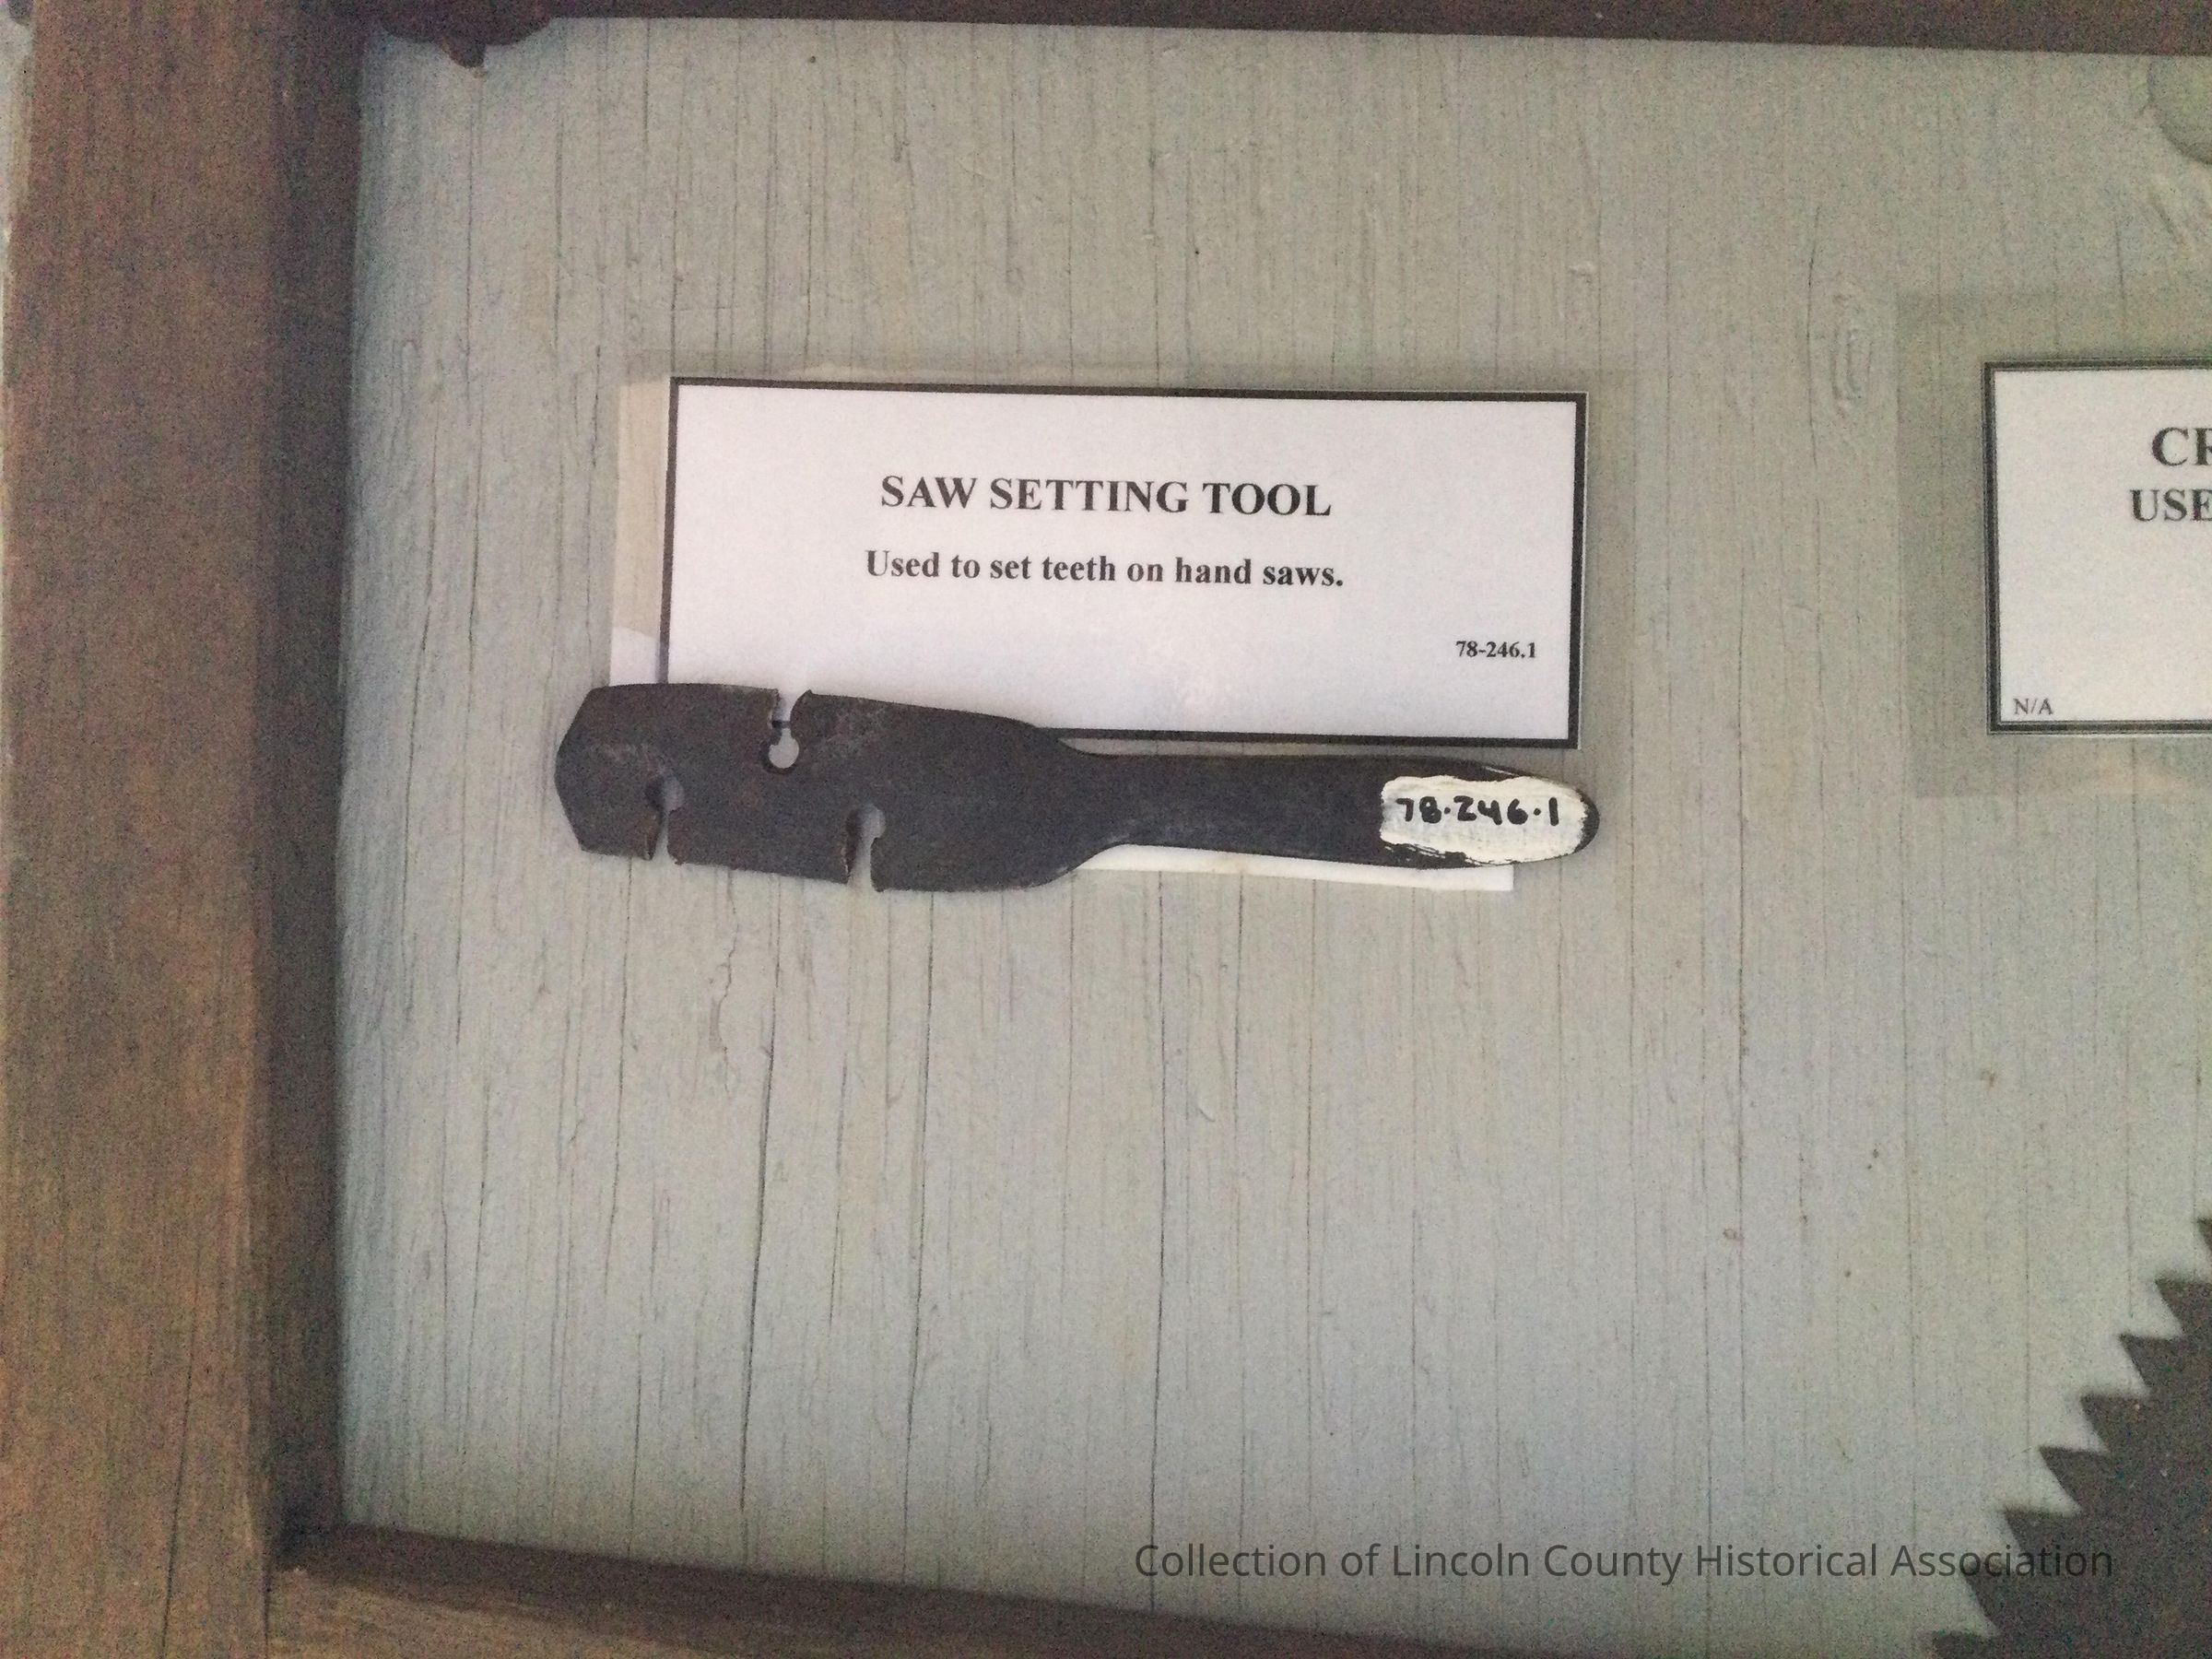 SAW SETTING TOOL
Used to set teeth on hand saws.
78-246.1
78·246·1
USE
N/A
Collection of Lincoln County Historical Association